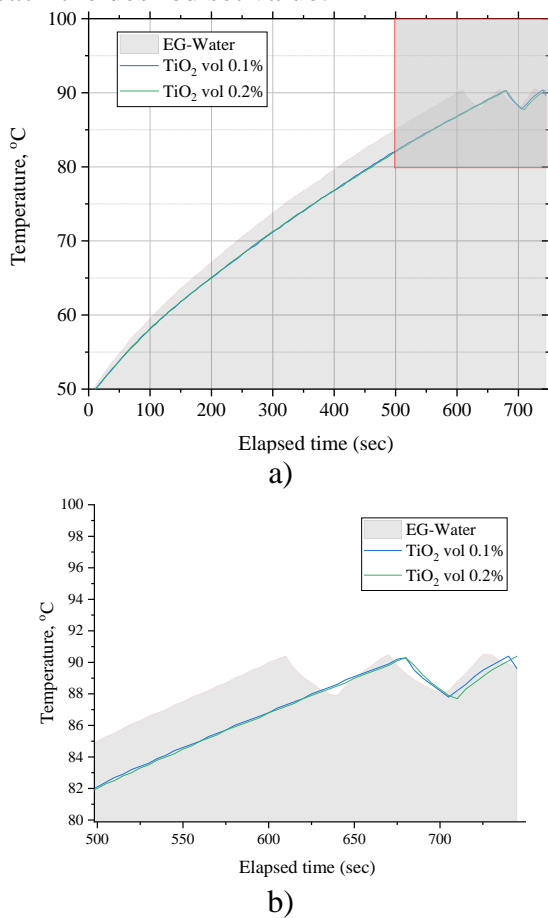 EG-Water
TiO2 vol 0.1%
TiO2 vol 0.2%
100
90
80
70
60
50
Temperature, °C
0 100 200 300 400 500 600 700
Elapsed time (sec)
a)
EG-Water
TiO2 vol 0.1%
TiO2 vol 0.2%
100
98
96
94
92
90
88
86
84
82
80
Temperature, °C
500 550 600 650 700
Elapsed time (sec)
b)